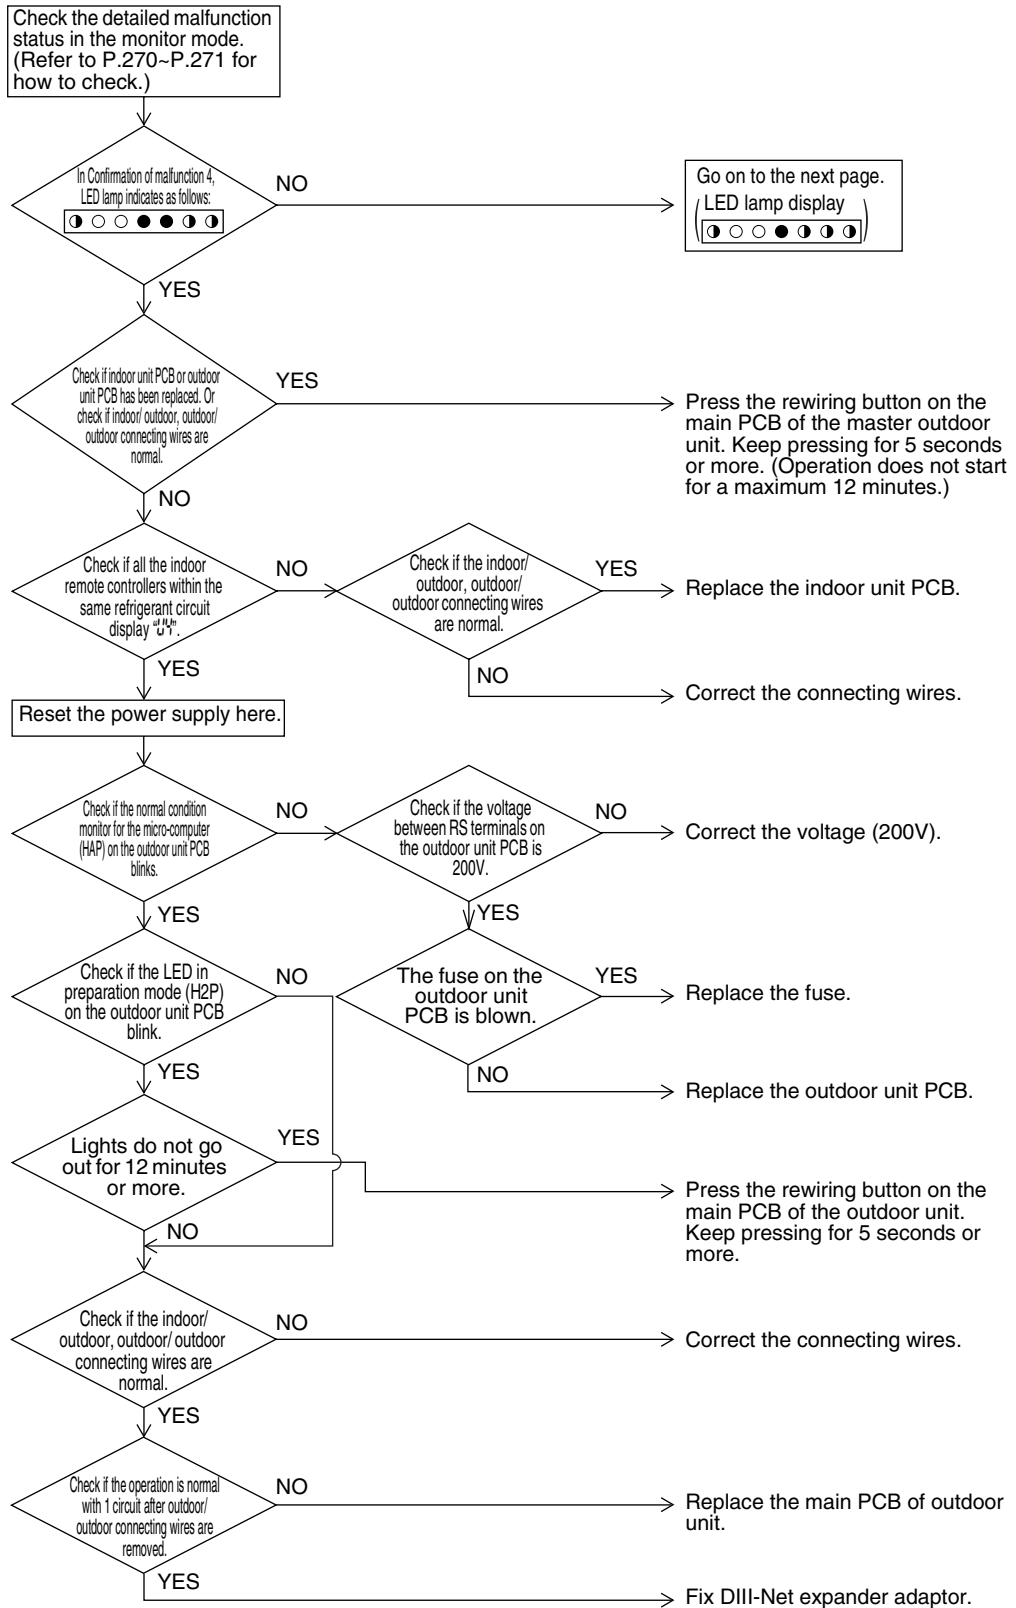 Check the detailed malfunction
status in the monitor mode.
(Refer to P.270~P.271 for
how to check.)
In Confirmation of malfunction 4,
LED lamp indicates as follows:
NO
Go on to the next page.
LED lamp display
YES
Check if indoor unit PCB or outdoor
unit PCB has been replaced. Or
check if indoor/ outdoor, outdoor/
outdoor connecting wires are
normal.
YES
Press the rewiring button on the
main PCB of the master outdoor
unit. Keep pressing for 5 seconds
or more. (Operation does not start
for a maximum 12 minutes.)
NO
Check if all the indoor
remote controllers within the
same refrigerant circuit
display "U4".
NO
Check if the indoor/
outdoor, outdoor/
outdoor connecting wires
are normal.
YES
Replace the indoor unit PCB.
NO
Correct the connecting wires.
YES
Reset the power supply here.
Check if the normal condition
monitor for the micro-computer
(HAP) on the outdoor unit PCB
blinks.
NO
Check if the voltage
between RS terminals on
the outdoor unit PCB is
200V.
NO
Correct the voltage (200V).
YES
YES
Check if the LED in
preparation mode (H2P)
on the outdoor unit PCB
blink.
NO
The fuse on the
outdoor unit
PCB is blown.
YES
Replace the fuse.
NO
Replace the outdoor unit PCB.
YES
Lights do not go
out for 12 minutes
or more.
YES
Press the rewiring button on the
main PCB of the outdoor unit.
Keep pressing for 5 seconds or
more.
NO
Check if the indoor/
outdoor, outdoor/ outdoor
connecting wires are
normal.
NO
Correct the connecting wires.
YES
Check if the operation is normal
with 1 circuit after outdoor/
outdoor connecting wires are
removed.
NO
Replace the main PCB of outdoor
unit.
YES
Fix DIII-Net expander adaptor.